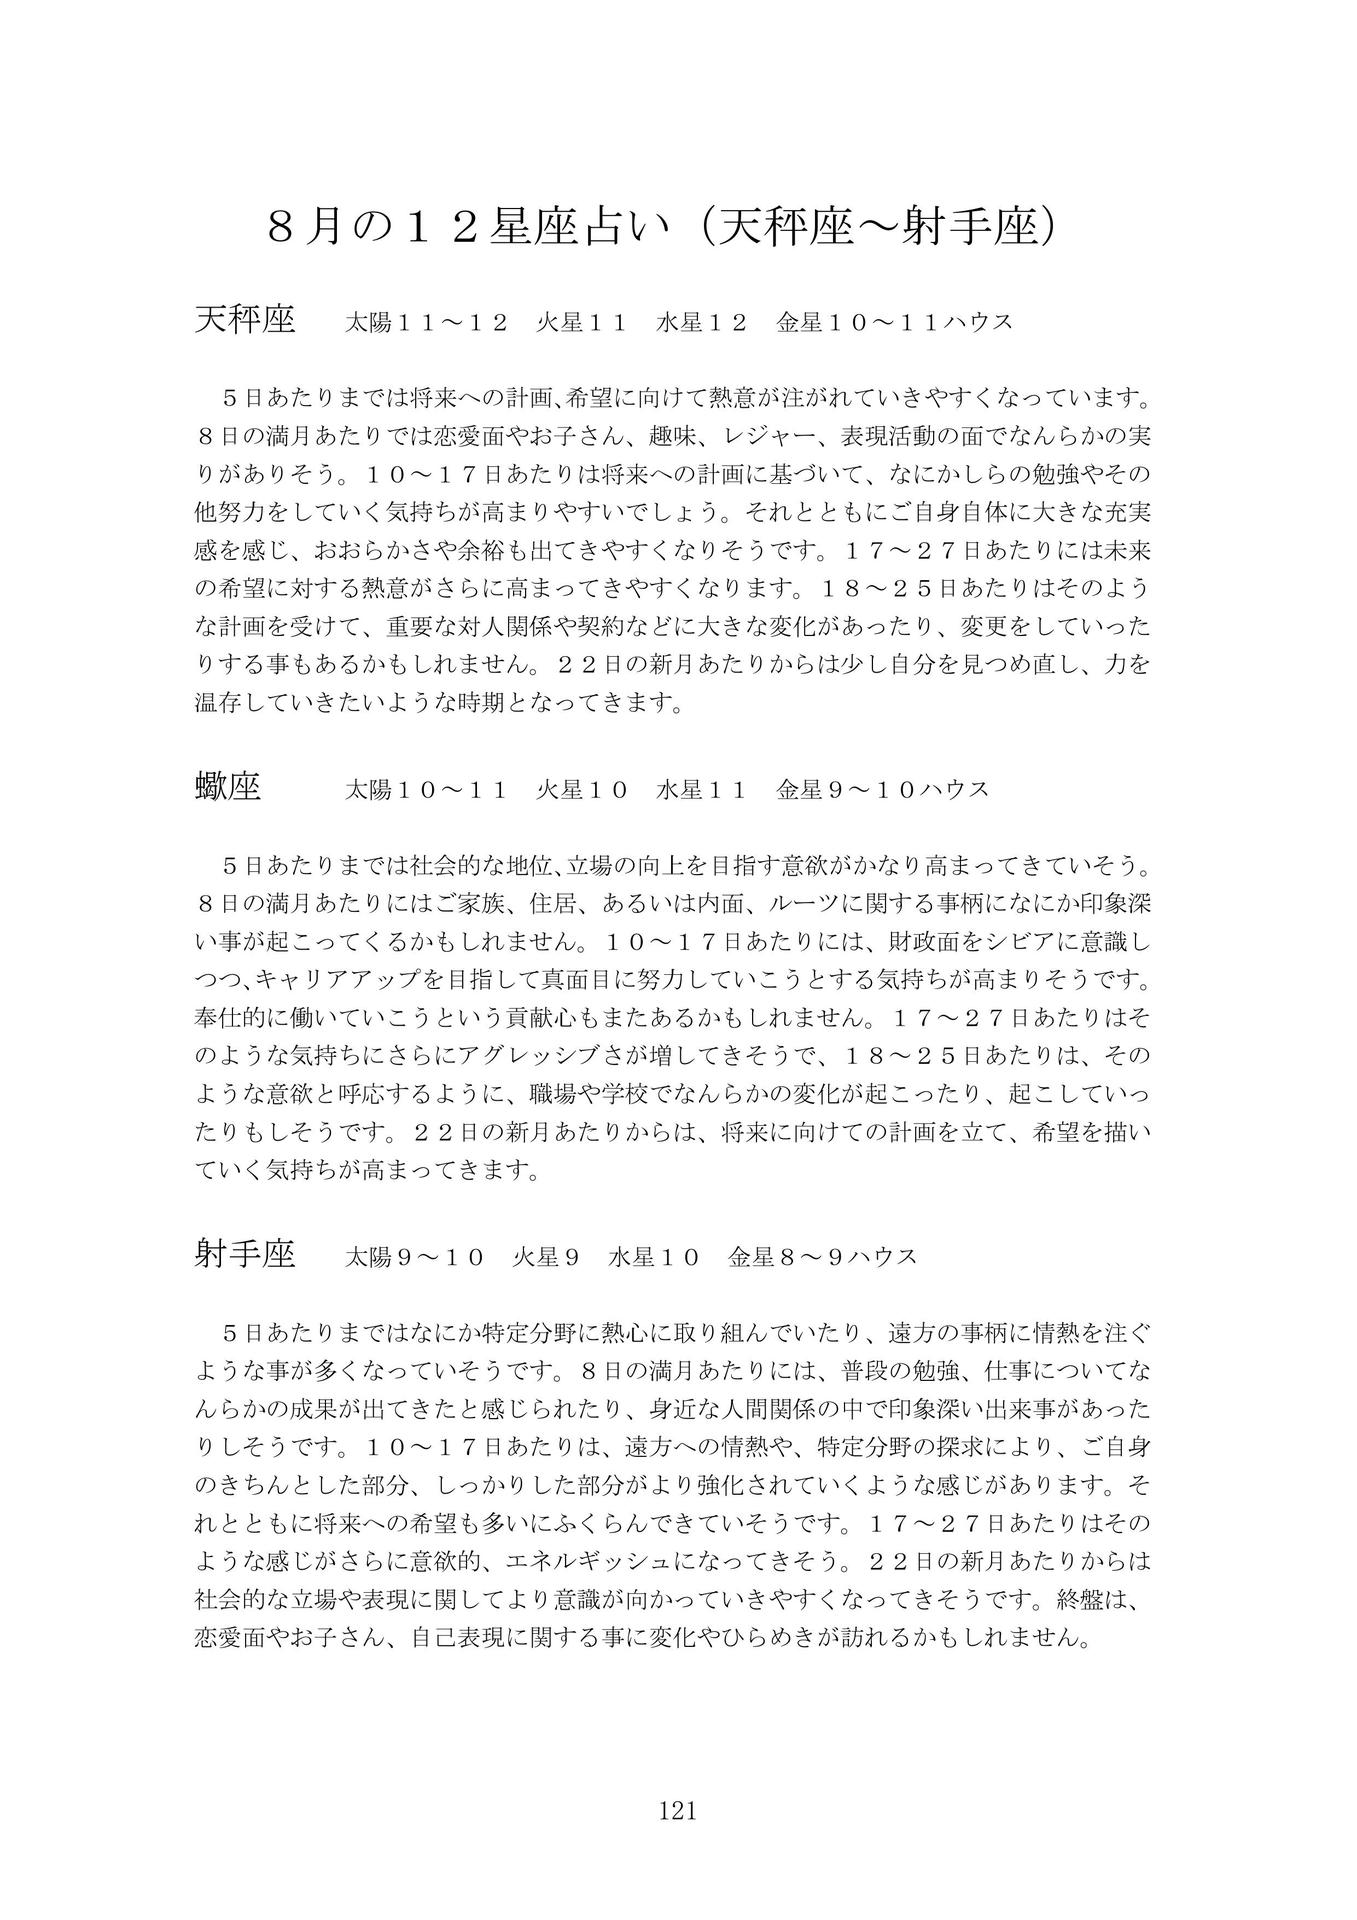 ８月の１２星座占い（天秤座～射手座）
天秤座　太陽１１～１２　火星１１　水星１２　金星１０～１１ハウス
５日あたりまでは将来への計画、希望に向けて熱意が注がれていきやすくなっています。
８日の満月あたりでは恋愛面やお子さん、趣味、レジャー、表現活動の面でなんらかの実
りがありそう。１０～１７日あたりは将来への計画に基づいて、なにかしらの勉強やその
他努力をしていく気持ちが高まりやすいでしょう。それとともにご自身自体に大きな充実
感を感じ、おおらかさや余裕も出てきやすくなりそうです。１７～２７日あたりには未来
の希望に対する熱意がさらに高まってきやすくなります。１８～２５日あたりはそのよう
な計画を受けて、重要な対人関係や契約などに大きな変化があったり、変更をしていった
りする事もあるかもしれません。２２日の新月あたりからは少し自分を見つめ直し、力を
温存していきたいような時期となってきます。
蠍座　太陽１０～１１　火星１０　水星１１　金星９～１０ハウス
５日あたりまでは社会的な地位、立場の向上を目指す意欲がかなり高まってきていそう。
８日の満月あたりにはご家族、住居、あるいは内面、ルーツに関する事柄になにか印象深
い事が起こってくるかもしれません。１０～１７日あたりには、財政面をシビアに意識し
つつ、キャリアアップを目指して真面目に努力していこうとする気持ちが高まりそうです。
奉仕的に働いていこうという貢献心もまたあるかもしれません。１７～２７日あたりはそ
のような気持ちにさらにアグレッシブさが増してきそうで、１８～２５日あたりは、その
ような意欲と呼応するように、職場や学校でなんらかの変化が起こったり、起こしていっ
たりもしそうです。２２日の新月あたりからは、将来に向けての計画を立て、希望を描い
ていく気持ちが高まってきます。
射手座　太陽９～１０　火星９　水星１０　金星８～９ハウス
５日あたりまではなにか特定分野に熱心に取り組んでいたり、遠方の事柄に情熱を注ぐ
ような事が多くなっていそうです。８日の満月あたりには、普段の勉強、仕事についてな
んらかの成果が出てきたと感じられたり、身近な人間関係の中で印象深い出来事があった
りしそうです。１０～１７日あたりは、遠方への情熱や、特定分野の探求により、ご自身
のきちんとした部分、しっかりした部分がより強化されていくような感じがあります。そ
れとともに将来への希望も多いにふくらんできていそうです。１７～２７日あたりはその
ような感じがさらに意欲的、エネルギッシュになってきそう。２２日の新月あたりからは
社会的な立場や表現に関してより意識が向かっていきやすくなってきそうです。終盤は、
恋愛面やお子さん、自己表現に関する事に変化やひらめきが訪れるかもしれません。
121